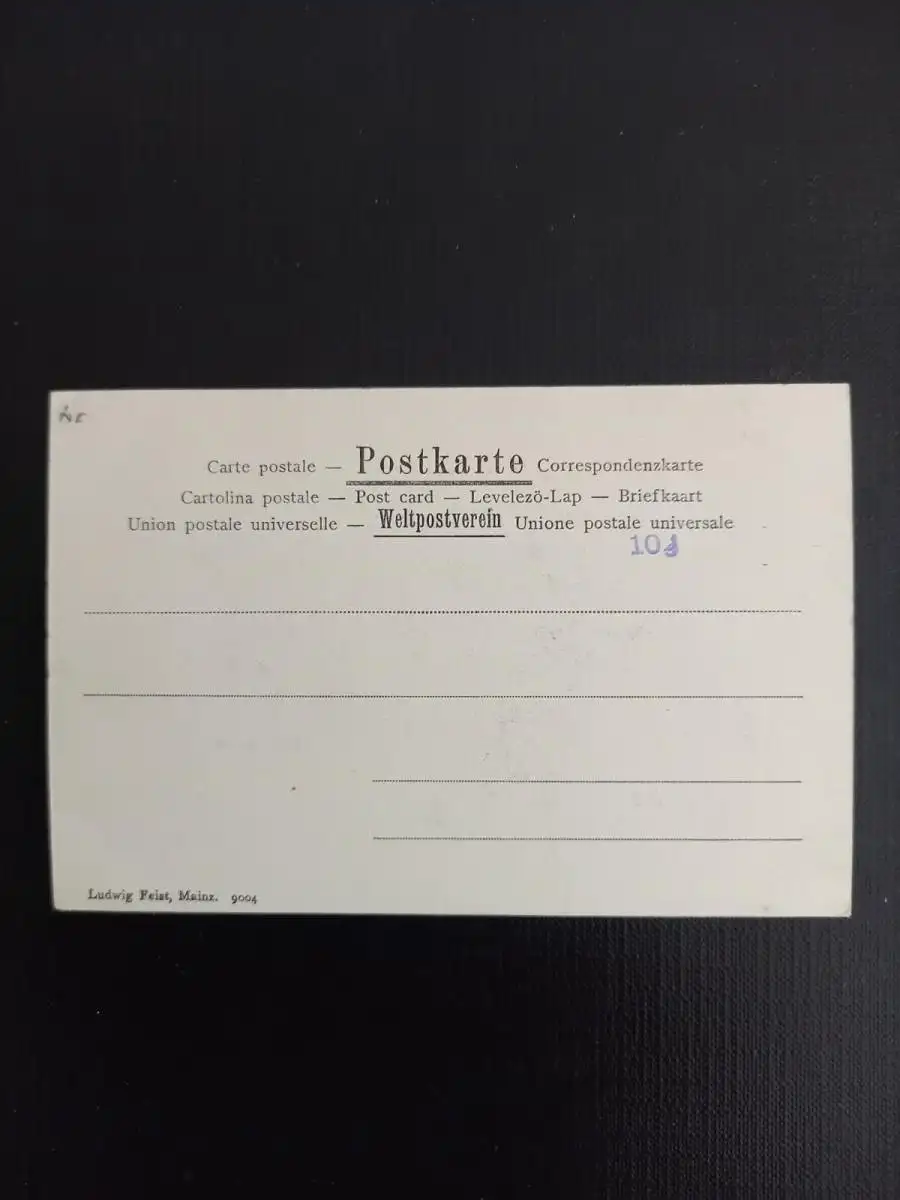 Carte postale — Postkarte Correspondenzkarte
Cartolina postale — Post card — Levelezö-Lap — Briefkaart
Union postale universelle — Weltpostverein Unione postale universale
10
Ludwig Feist, Mainz. 9004